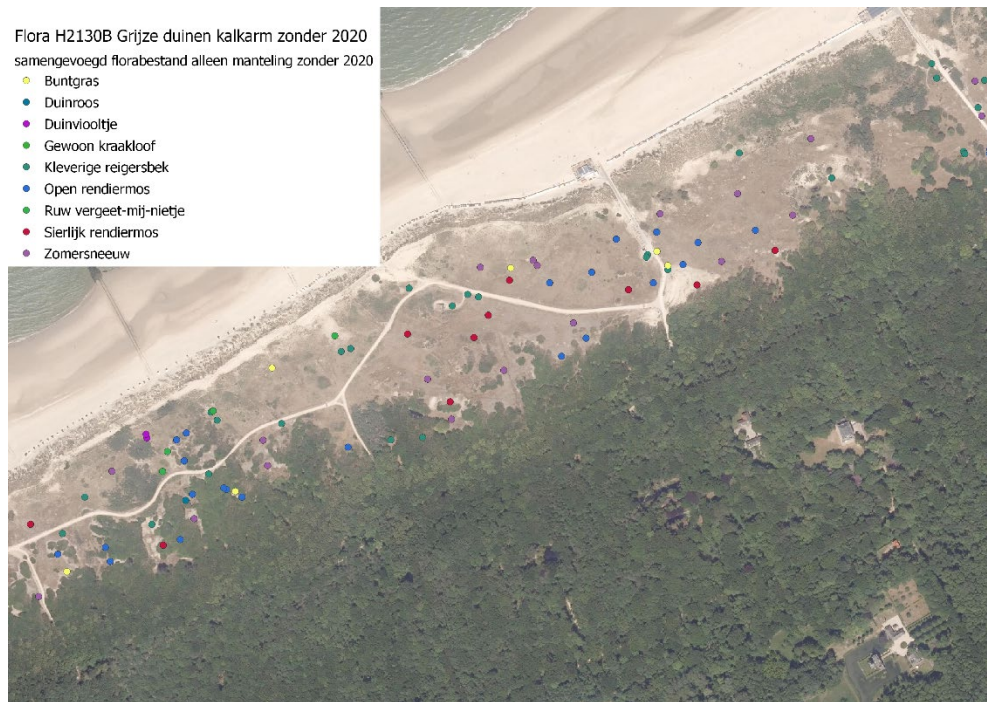 Flora H2130B Grijze duinen kalkarm zonder 2020
samengevoegd florabestand alleen manteling zonder 2020
Buntgras
Duinroos
Duinviooltje
Gewoon kraakloof
Kleverige reigersbek
Open rendiermos
Ruw vergeet-mij-nietje
Sierlijk rendiermos
Zomersneeuw